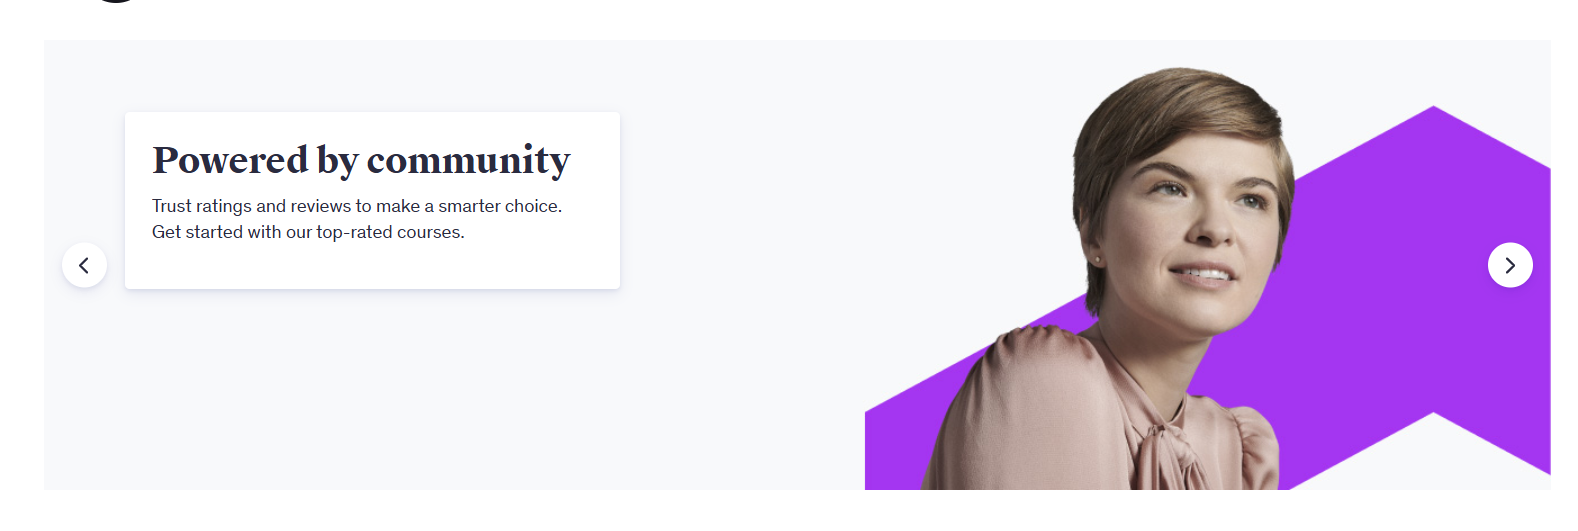 Powered by community
Trust ratings and reviews to make a smarter choice.
Get started with our top-rated courses.